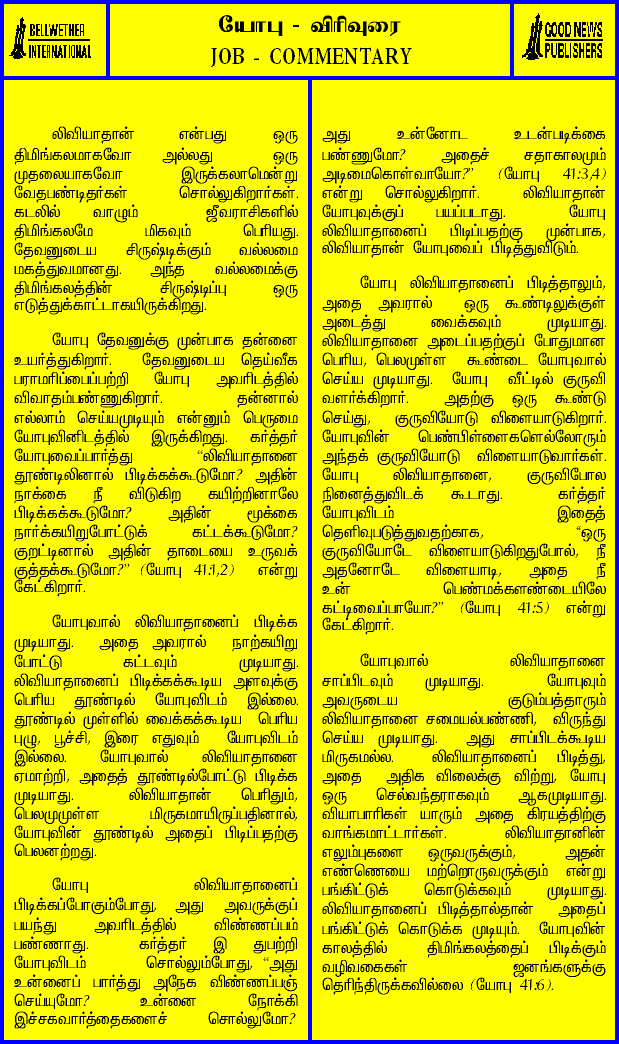 BELLWETHER
INTERNATIONAL
யோபு - விரிவுரை
JOB - COMMENTARY
GOOD NEWS
PUBLISHERS
லிவியாதான் என்பது ஒரு
திமிங்கலமாகவோ அல்லது ஒரு
முதலையாகவோ இருக்கலாமென்று
வேதபண்டிதர்கள் சொல்லுகிறார்கள்.
கடலில் வாழும் ஜீவராசிகளில்
திமிங்கலமே மிகவும் பெரியது.
தேவனுடைய சிருஷ்டிக்கும் வல்லமை
மகத்துவமானது. அந்த வல்லமைக்கு
திமிங்கலத்தின் சிருஷ்டிப்பு ஒரு
எடுத்துக்காட்டாகயிருக்கிறது.
யோபு தேவனுக்கு முன்பாக தன்னை
உயர்த்துகிறார். தேவனுடைய தெய்வீக
பராமரிப்பைப்பற்றி யோபு அவரிடத்தில்
விவாதம்பண்ணுகிறார். தன்னால்
எல்லாம் செய்யமுடியும் என்னும் பெருமை
யோபுவினிடத்தில் இருக்கிறது. கர்த்தர்
யோபுவைப்பார்த்து "லிவியாதானை
தூண்டிலினால் பிடிக்கக்கூடுமோ? அதின்
நாக்கை நீ விடுகிற கயிற்றினாலே
பிடிக்கக்கூடுமோ? அதின் மூக்கை
நார்க்கயிறுபோட்டுக் கட்டக்கூடுமோ?
குறட்டினால் அதின் தாடையை உருவக்
குத்தக்கூடுமோ?" (யோபு 41:1,2) என்று
கேட்கிறார்.
யோபுவால் லிவியாதானைப் பிடிக்க
முடியாது. அதை அவரால் நாற்கயிறு
போட்டு கட்டவும் முடியாது.
லிவியாதானைப் பிடிக்கக்கூடிய அளவுக்கு
பெரிய தூண்டில் யோபுவிடம் இல்லை.
தூண்டில் முள்ளில் வைக்கக்கூடிய பெரிய
புழு, பூச்சி, இரை எதுவும் யோபுவிடம்
இல்லை. யோபுவால் லிவியாதானை
ஏமாற்றி, அதைத் தூண்டில்போட்டு பிடிக்க
முடியாது. லிவியாதான் பெரிதும்,
பெலமுமுள்ள மிருகமாயிருப்பதினால்,
யோபுவின் தூண்டில் அதைப் பிடிப்பதற்கு
பெலனற்றது.
யோபு லிவியாதானைப்
பிடிக்கப்போகும்போது, அது அவருக்குப்
பயந்து அவரிடத்தில் விண்ணப்பம்
பண்ணாது. கர்த்தர் இ துபற்றி
யோபுவிடம் சொல்லும்போது, "அது
உன்னைப் பார்த்து அநேக விண்ணப்பஞ்
செய்யுமோ? உன்னை நோக்கி
இச்சகவார்த்தைகளைச் சொல்லுமோ?
அது உன்னோட உடன்படிக்கை
பண்ணுமோ? அதைச் சதாகாலமும்
அடிமைகொள்வாயோ?" (யோபு 41:3,4)
என்று சொல்லுகிறார். லிவியாதான்
யோபுவுக்குப் பயப்படாது. யோபு
லிவியாதானைப் பிடிப்பதற்கு முன்பாக,
லிவியாதான் யோபுவைப் பிடித்துவிடும்.
யோபு லிவியாதானைப் பிடித்தாலும்,
அதை அவரால் ஒரு கூண்டிலுக்குள்
அடைத்து வைக்கவும் முடியாது.
லிவியாதானை அடைப்பதற்குப் போதுமான
பெரிய, பெலமுள்ள கூண்டை யோபுவால்
செய்ய முடியாது. யோபு வீட்டில் குருவி
வளர்க்கிறார். அதற்கு ஒரு கூண்டு
செய்து, குருவியோடு விளையாடுகிறார்.
யோபுவின் பெண்பிள்ளைகளெல்லோரும்
அந்தக் குருவியோடு விளையாடுவார்கள்.
யோபு லிவியாதானை, குருவிபோல
நினைத்துவிடக் கூடாது. கர்த்தர்
யோபுவிடம் இதைத்
தெளிவுபடுத்துவதற்காக, "ஒரு
குருவியோடே விளையாடுகிறதுபோல், நீ
அதனோடே விளையாடி, அதை நீ
உன் பெண்மக்களண்டையிலே
கட்டிவைப்பாயோ?" (யோபு 41:5) என்று
கேட்கிறார்.
யோபுவால் லிவியாதானை
சாப்பிடவும் முடியாது. யோபுவும்
அவருடைய குடும்பத்தாரும்
லிவியாதானை சமையல்பண்ணி, விருந்து
செய்ய முடியாது. அது சாப்பிடக்கூடிய
மிருகமல்ல. லிவியாதானைப் பிடித்து,
அதை அதிக விலைக்கு விற்று, யோபு
ஒரு செல்வந்தராகவும் ஆகமுடியாது.
வியாபாரிகள் யாரும் அதை கிரயத்திற்கு
வாங்கமாட்டார்கள். லிவியாதானின்
எலும்புகளை ஒருவருக்கும், அதன்
எண்ணெயை மற்றொருவருக்கும் என்று
பங்கிட்டுக் கொடுக்கவும் முடியாது.
லிவியாதானைப் பிடித்தால்தான் அதைப்
பங்கிட்டுக் கொடுக்க முடியும். யோபுவின்
காலத்தில் திமிங்கலத்தைப் பிடிக்கும்
வழிவகைகள் ஜனங்களுக்கு
தெரிந்திருக்கவில்லை (யோபு 41:6).